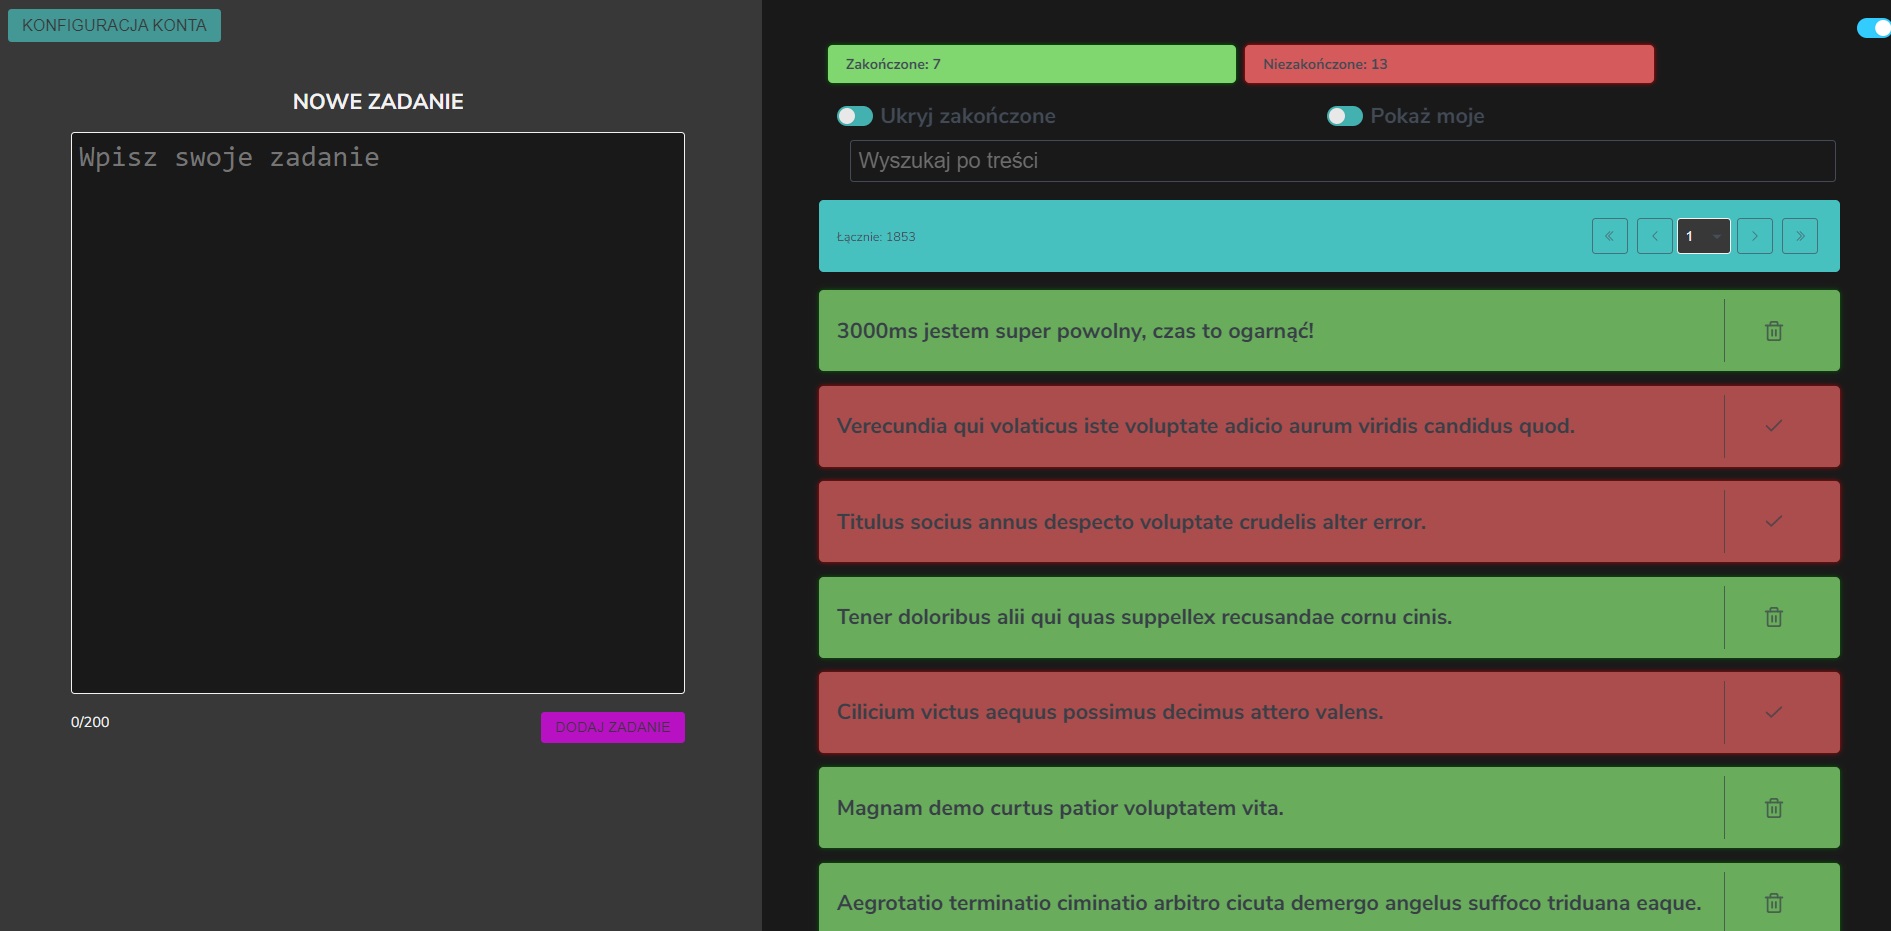 KONFIGURACJA KONTA
NOWE ZADANIE
Wpisz swoje zadanie
0/200
DODAJ ZADANIE
Zakończone: 7
Niezakończone: 13
Ukryj zakończone
Pokaż moje
Wyszukaj po treści
Łącznie: 1853
1
3000ms jestem super powolny, czas to ogarnąć!
Verecundia qui volaticus iste voluptate adicio aurum viridis candidus quod.
Titulus socius annus despecto voluptate crudelis alter error.
Tener doloribus alii qui quas suppellex recusandae cornu cinis.
Cilicium victus aequus possimus decimus attero valens.
Magnam demo curtus patior voluptatem vita.
Aegrotatio terminatio ciminatio arbitro cicuta demergo angelus suffoco triduana eaque.